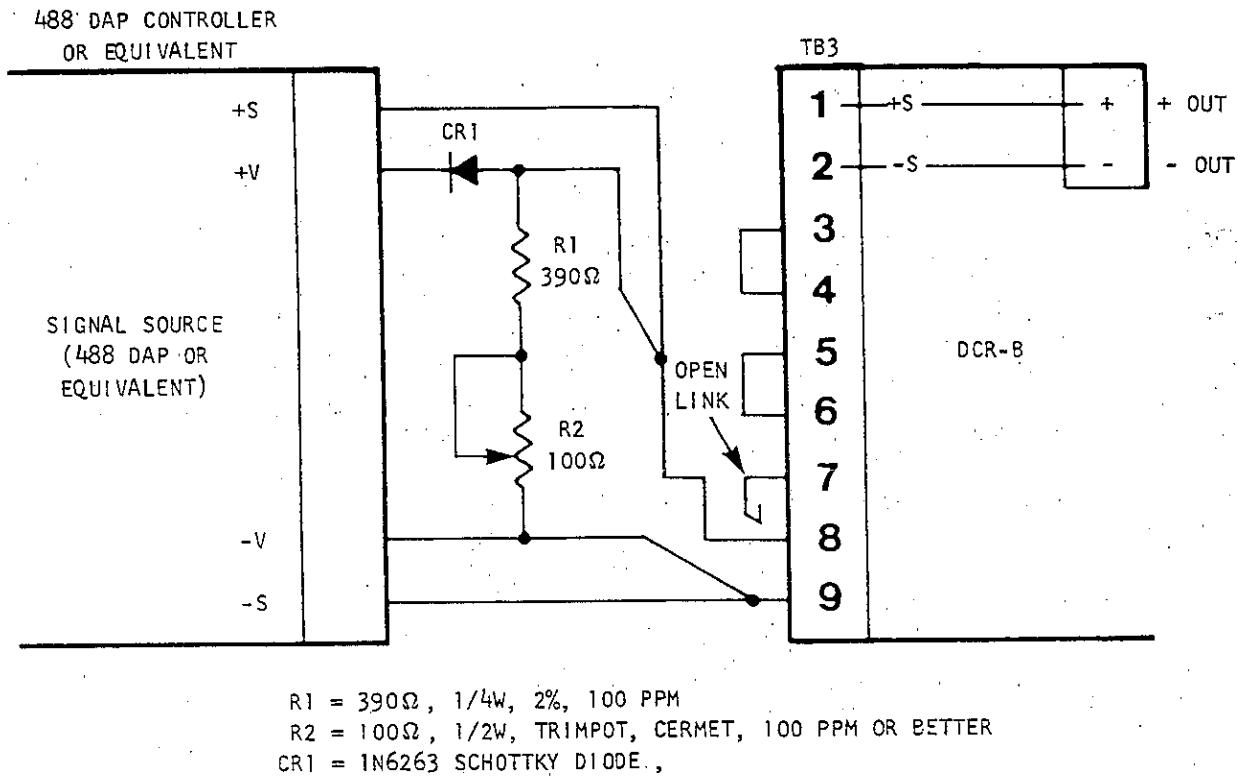 488 DAP CONTROLLER
OR EQUIVALENT
TB3
+S
+V
CR1
R1
390Ω
SIGNAL SOURCE
(488 DAP OR
EQUIVALENT)
R2
100Ω
-V
-S
OPEN
LINK
1
2
3
4
5
6
7
8
9
+S
-S
+
-
+ OUT
- OUT
DCR-B
R1 = 390Ω, 1/4W, 2%, 100 PPM
R2 = 100Ω, 1/2W, TRIMPOT, CERMET, 100 PPM OR BETTER
CR1 = 1N6263 SCHOTTKY DIODE.,